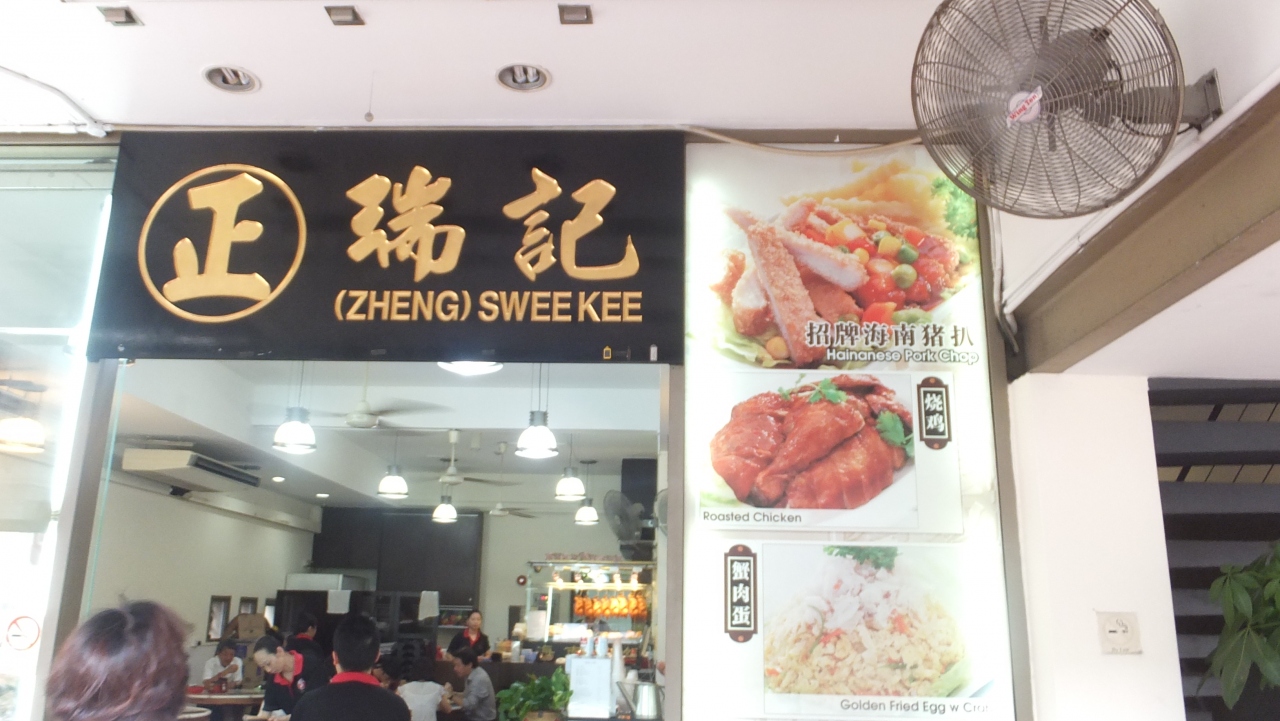 正 瑞 記
(ZHENG) SWEE KEE
招牌海南猪扒
Hainanese Pork Chop
烧鸡
Roasted Chicken
蟹肉蛋
Golden Fried Egg w